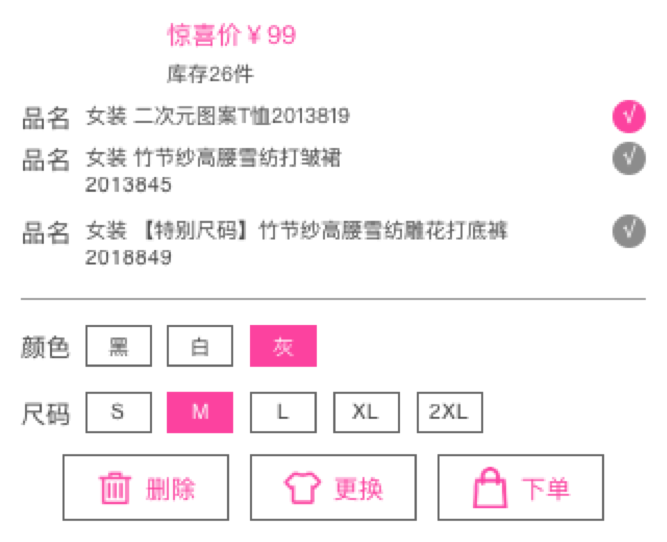 惊喜价￥99
库存26件
品名 女装 二次元图案T恤2013819 √
品名 女装 竹节纱高腰雪纺打皱裙 √
2013845
品名 女装 【特别尺码】竹节纱高腰雪纺雕花打底裤 √
2018849
颜色 黑 白 灰
尺码 S M L XL 2XL
删除 更换 下单